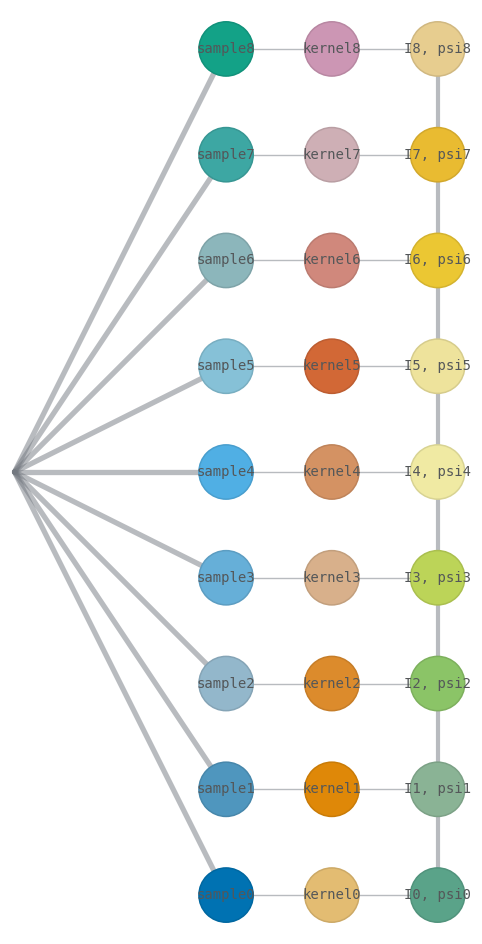 sample8 kernel8 I8, psi8
sample7 kernel7 I7, psi7
sample6 kernel6 I6, psi6
sample5 kernel5 I5, psi5
sample4 kernel4 I4, psi4
sample3 kernel3 I3, psi3
sample2 kernel2 I2, psi2
sample1 kernel1 I1, psi1
sample0 kernel0 I0, psi0